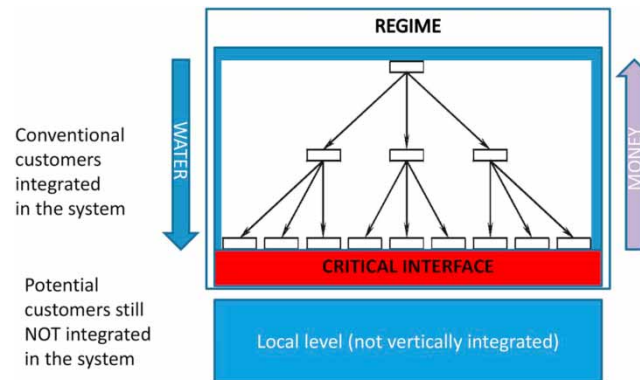 REGIME
WATER
MONEY
Conventional
customers
integrated
in the system
CRITICAL INTERFACE
Potential
customers still
NOT integrated
in the system
Local level (not vertically integrated)